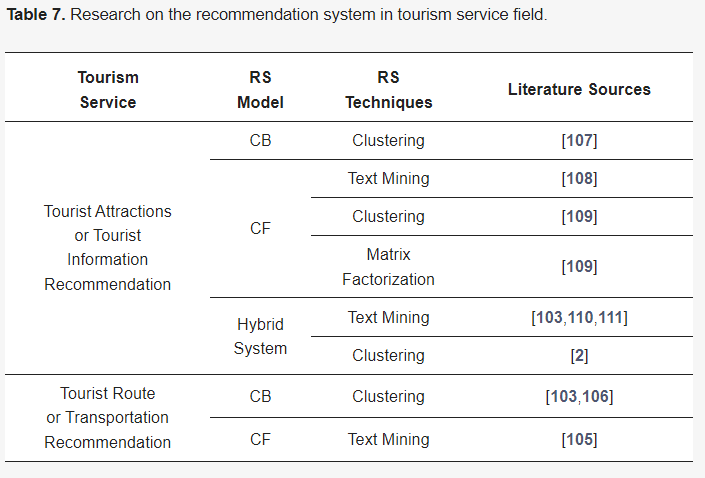 Table 7. Research on the recommendation system in tourism service field.
Tourism
Service
RS
Model
RS
Techniques
Literature Sources
Tourist Attractions
or Tourist
Information
Recommendation
CB
Clustering
[107]
CF
Text Mining
[108]
Clustering
[109]
Matrix
Factorization
[109]
Hybrid
System
Text Mining
[103,110,111]
Clustering
[2]
Tourist Route
or Transportation
Recommendation
CB
Clustering
[103,106]
CF
Text Mining
[105]